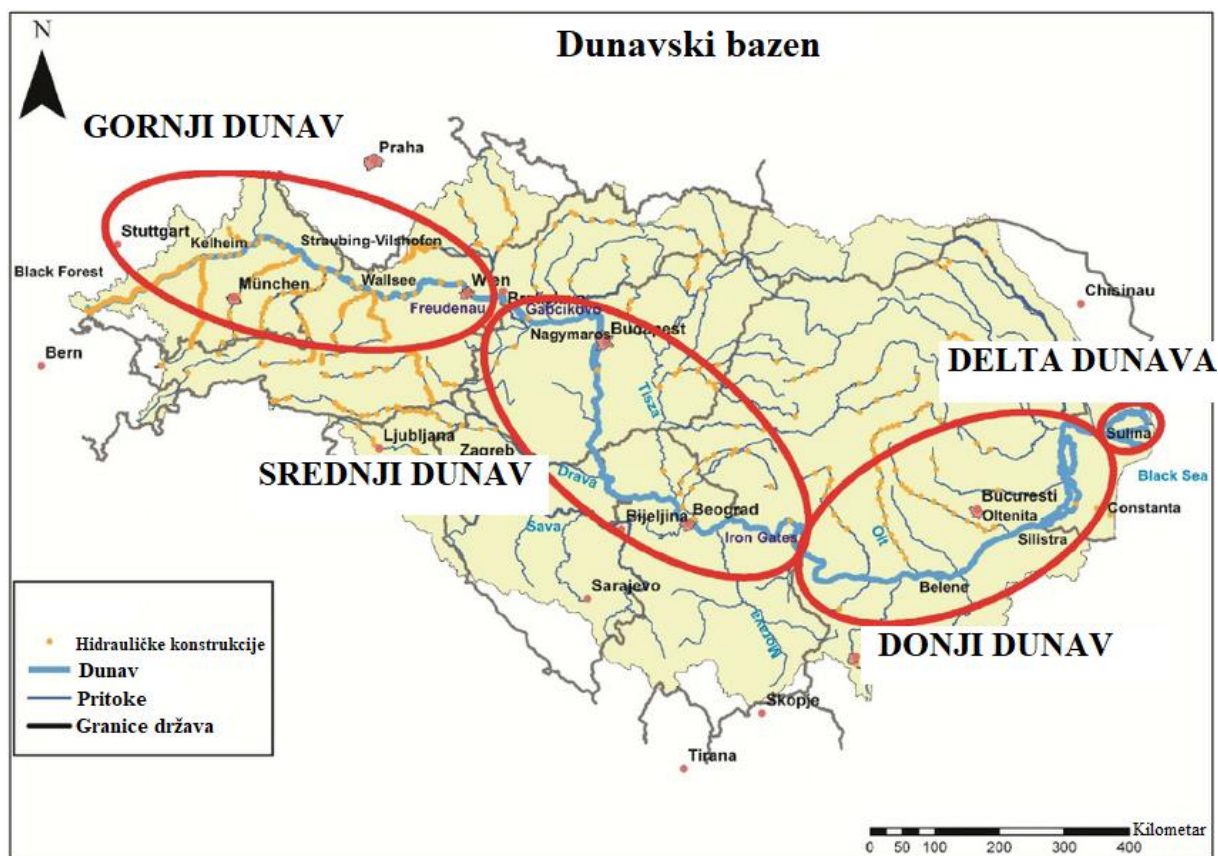 N
Dunavski bazen
GORNJI DUNAV
Praha
Stuttgart
Kelheim
Straubing-Vilshofen
Black Forest
München
Wallsee
Wien
Freudenau
Gabcikovo
Chisinau
Bern
Nagymaros
Budapest
DELTA DUNAVA
Tisza
Ljubljana
Zagreb
Sulina
SREDNJI DUNAV
Drava
Black Sea
Bucuresti
Constanta
Oltenita
Sava
Bijeljina
Beograd
Iron Gates
Olt
Silistra
Sarajevo
Belene
Morava
DONJI DUNAV
Hidrauličke konstrukcije
Dunav
Pritoke
Granice država
Skopje
Tirana
Kilometar
0 50 100 200 300 400